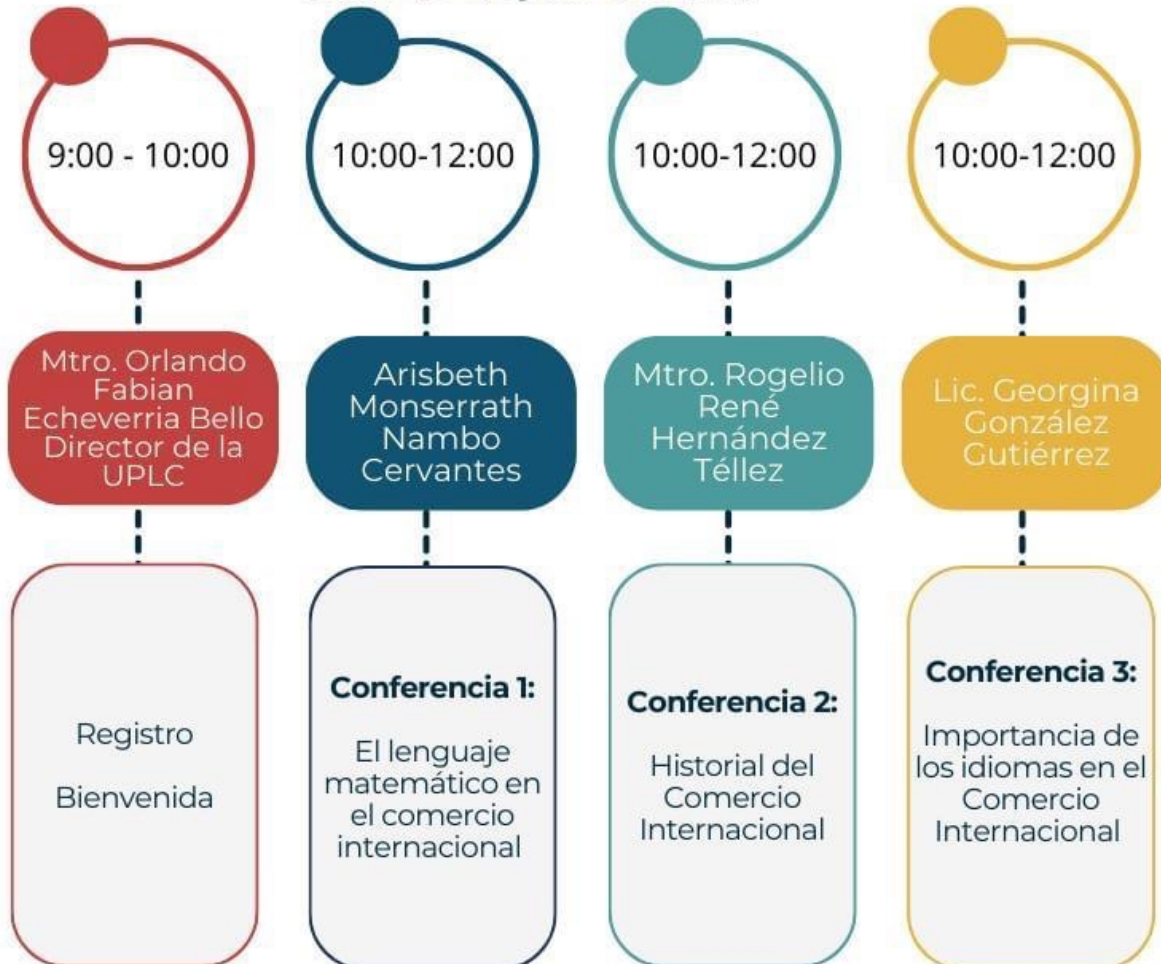 9:00 - 10:00
Mtro. Orlando
Fabian
Echeverria Bello
Director de la
UPLC
Registro
Bienvenida
10:00-12:00
Arisbeth
Monserrath
Nambo
Cervantes
Conferencia 1:
El lenguaje
matemático en
el comercio
internacional
10:00-12:00
Mtro. Rogelio
René
Hernández
Téllez
Conferencia 2:
Historial del
Comercio
Internacional
10:00-12:00
Lic. Georgina
González
Gutiérrez
Conferencia 3:
Importancia de
los idiomas en el
Comercio
Internacional